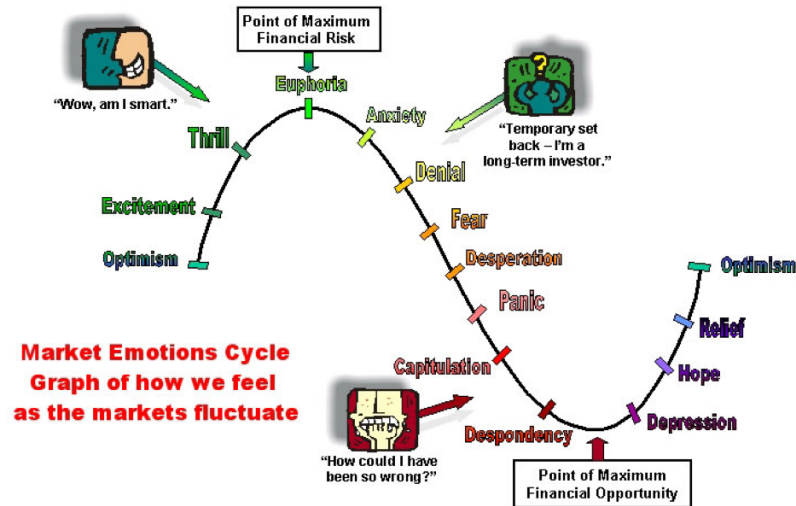 Point of Maximum
Financial Risk
Euphoria
"Wow, am I smart."
Thrill
Anxiety
"Temporary set
back – I'm a
long-term investor."
Denial
Excitement
Fear
Optimism
Desperation
Optimism
Panic
Relief
Market Emotions Cycle
Graph of how we feel
as the markets fluctuate
Capitulation
Hope
Despondency
Depression
"How could I have
been so wrong?"
Point of Maximum
Financial Opportunity